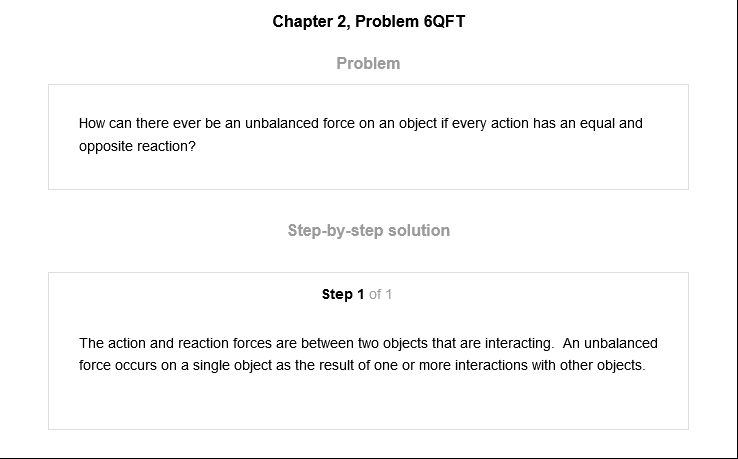 Chapter 2, Problem 6QFT
Problem
How can there ever be an unbalanced force on an object if every action has an equal and
opposite reaction?
Step-by-step solution
Step 1 of 1
The action and reaction forces are between two objects that are interacting.  An unbalanced
force occurs on a single object as the result of one or more interactions with other objects.